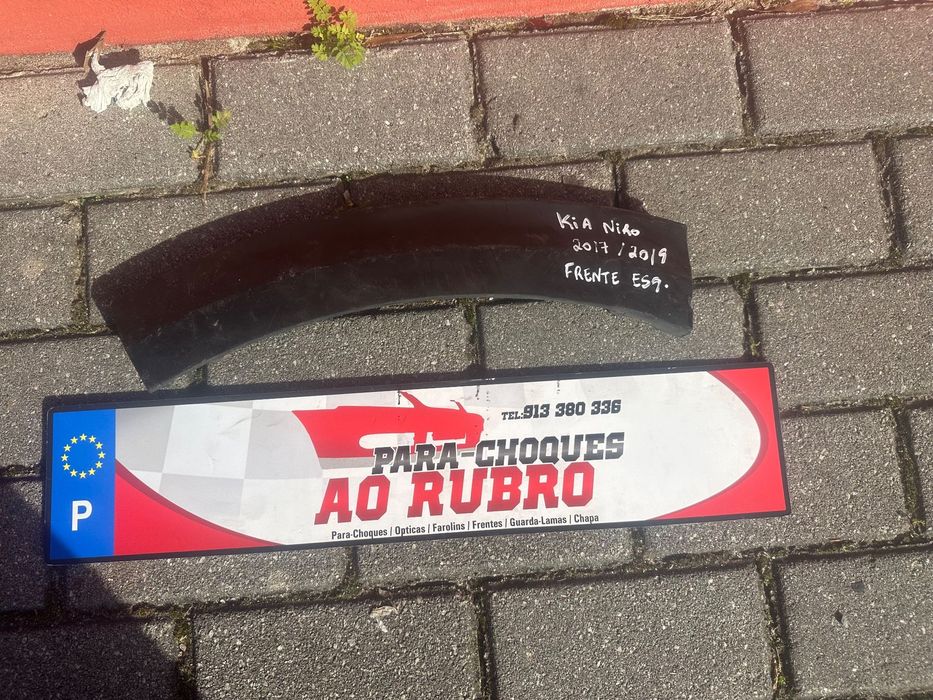 KiA NiRo
2017 / 2019
FRENTE ESq.
TEL:913 380 336
PARA-CHOQUES
AO RUBRO
P
Para-Choques | Opticas | Farolins | Frentes | Guarda-Lamas | Chapa